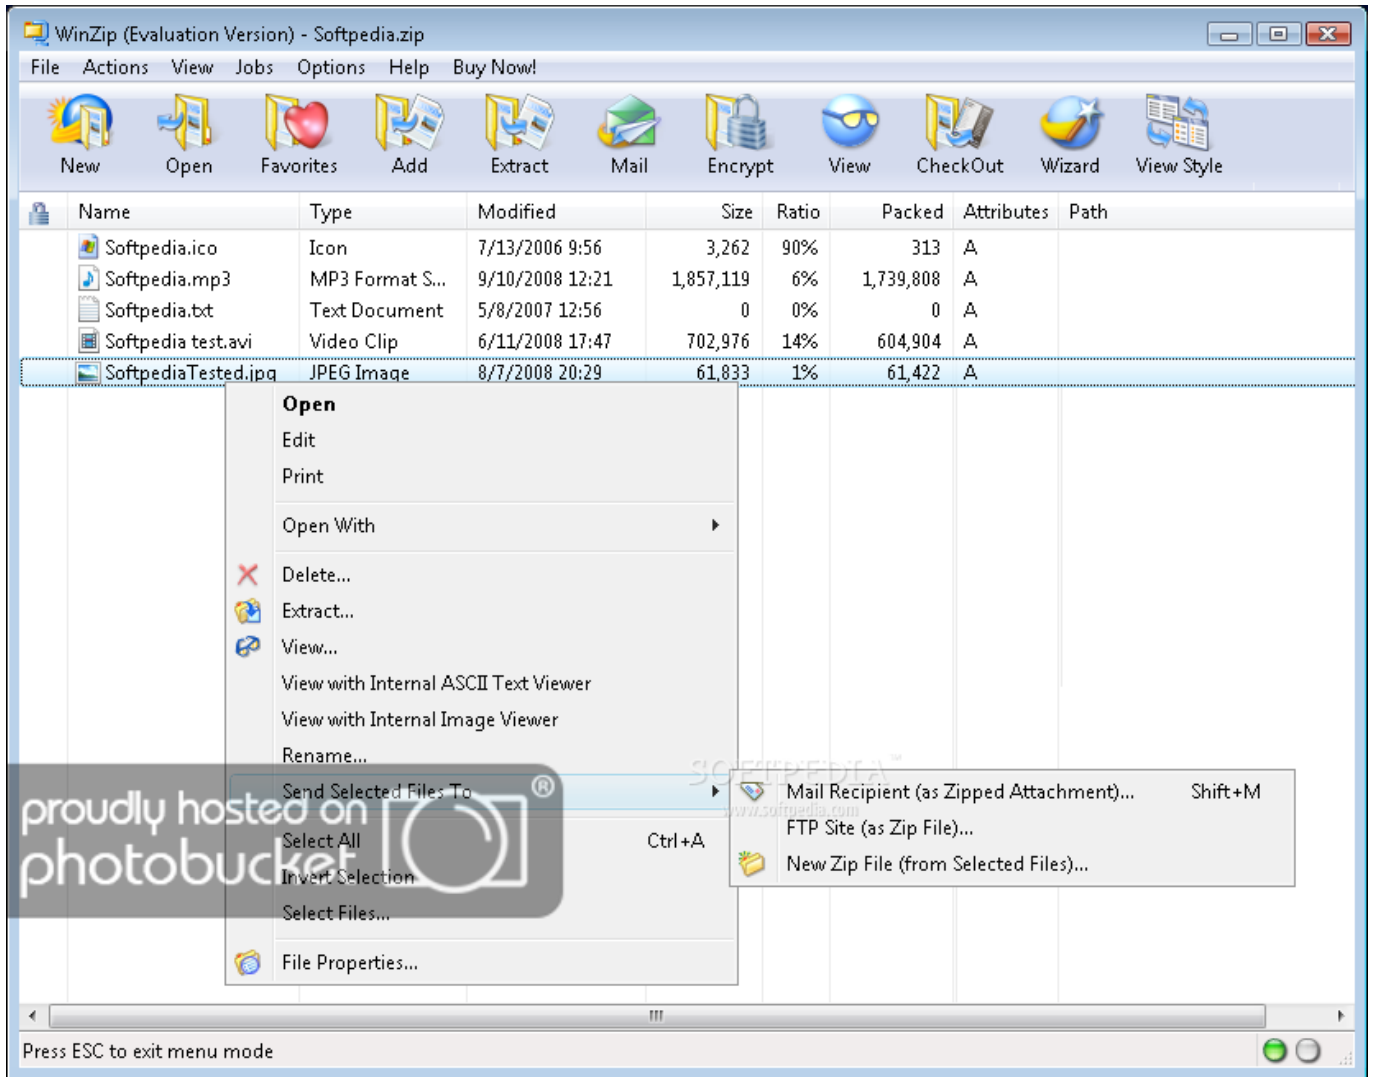 WinZip (Evaluation Version) - Softpedia.zip
File Actions View Jobs Options Help Buy Now!
New Open Favorites Add Extract Mail Encrypt View CheckOut Wizard View Style
Name Type Modified Size Ratio Packed Attributes Path
Softpedia.ico Icon 7/13/2006 9:56 3,262 90% 313 A
Softpedia.mp3 MP3 Format S... 9/10/2008 12:21 1,857,119 6% 1,739,808 A
Softpedia.txt Text Document 5/8/2007 12:56 0 0% 0 A
Softpedia test.avi Video Clip 6/11/2008 17:47 702,976 14% 604,904 A
SoftpediaTested.jpg JPEG Image 8/7/2008 20:29 61,833 1% 61,422 A
Open
Edit
Print
Open With
Delete...
Extract...
View...
View with Internal ASCII Text Viewer
View with Internal Image Viewer
Rename...
Send Selected Files To
Select All Ctrl+A
Invert Selection
Select Files...
File Properties...
Mail Recipient (as Zipped Attachment)... Shift+M
FTP Site (as Zip File)...
New Zip File (from Selected Files)...
SOFTPEDIA™
www.softpedia.com
proudly hosted on
photobucket ®
Press ESC to exit menu mode